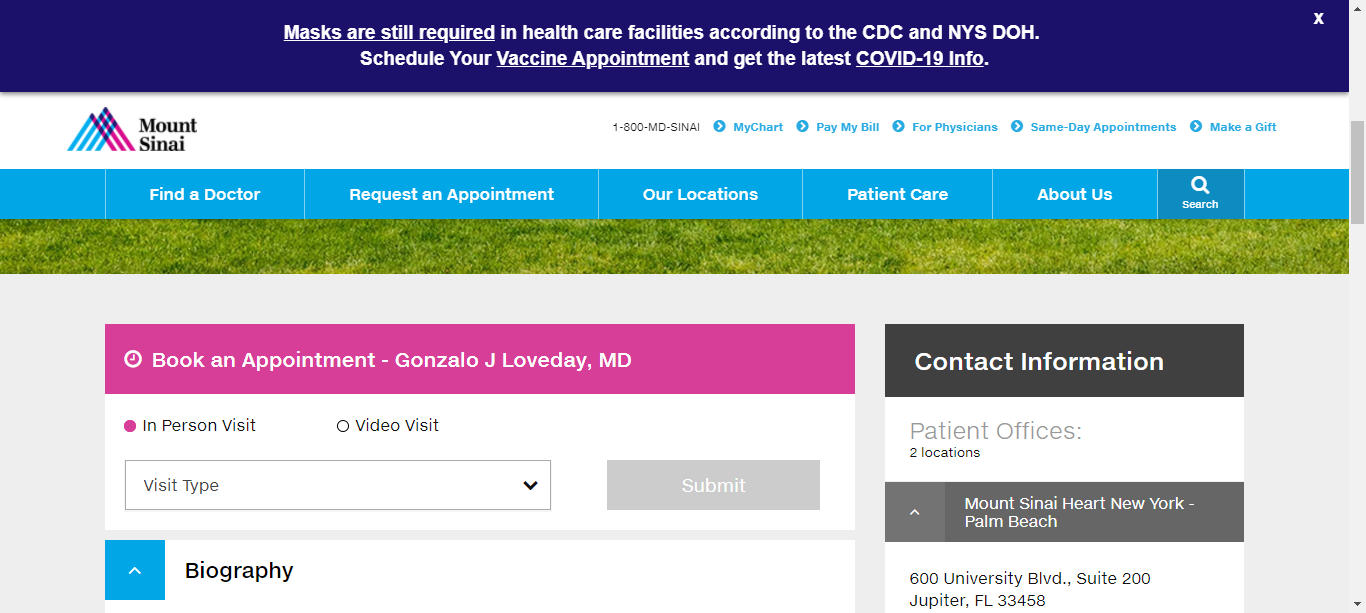 Masks are still required in health care facilities according to the CDC and NYS DOH.
Schedule Your Vaccine Appointment and get the latest COVID-19 Info.
X
Mount
Sinai
1-800-MD-SINAI MyChart Pay My Bill For Physicians Same-Day Appointments Make a Gift
Find a Doctor Request an Appointment Our Locations Patient Care About Us Search
Book an Appointment - Gonzalo J Loveday, MD
In Person Visit Video Visit
Visit Type Submit
Biography
Contact Information
Patient Offices:
2 locations
Mount Sinai Heart New York -
Palm Beach
600 University Blvd., Suite 200
Jupiter, FL 33458